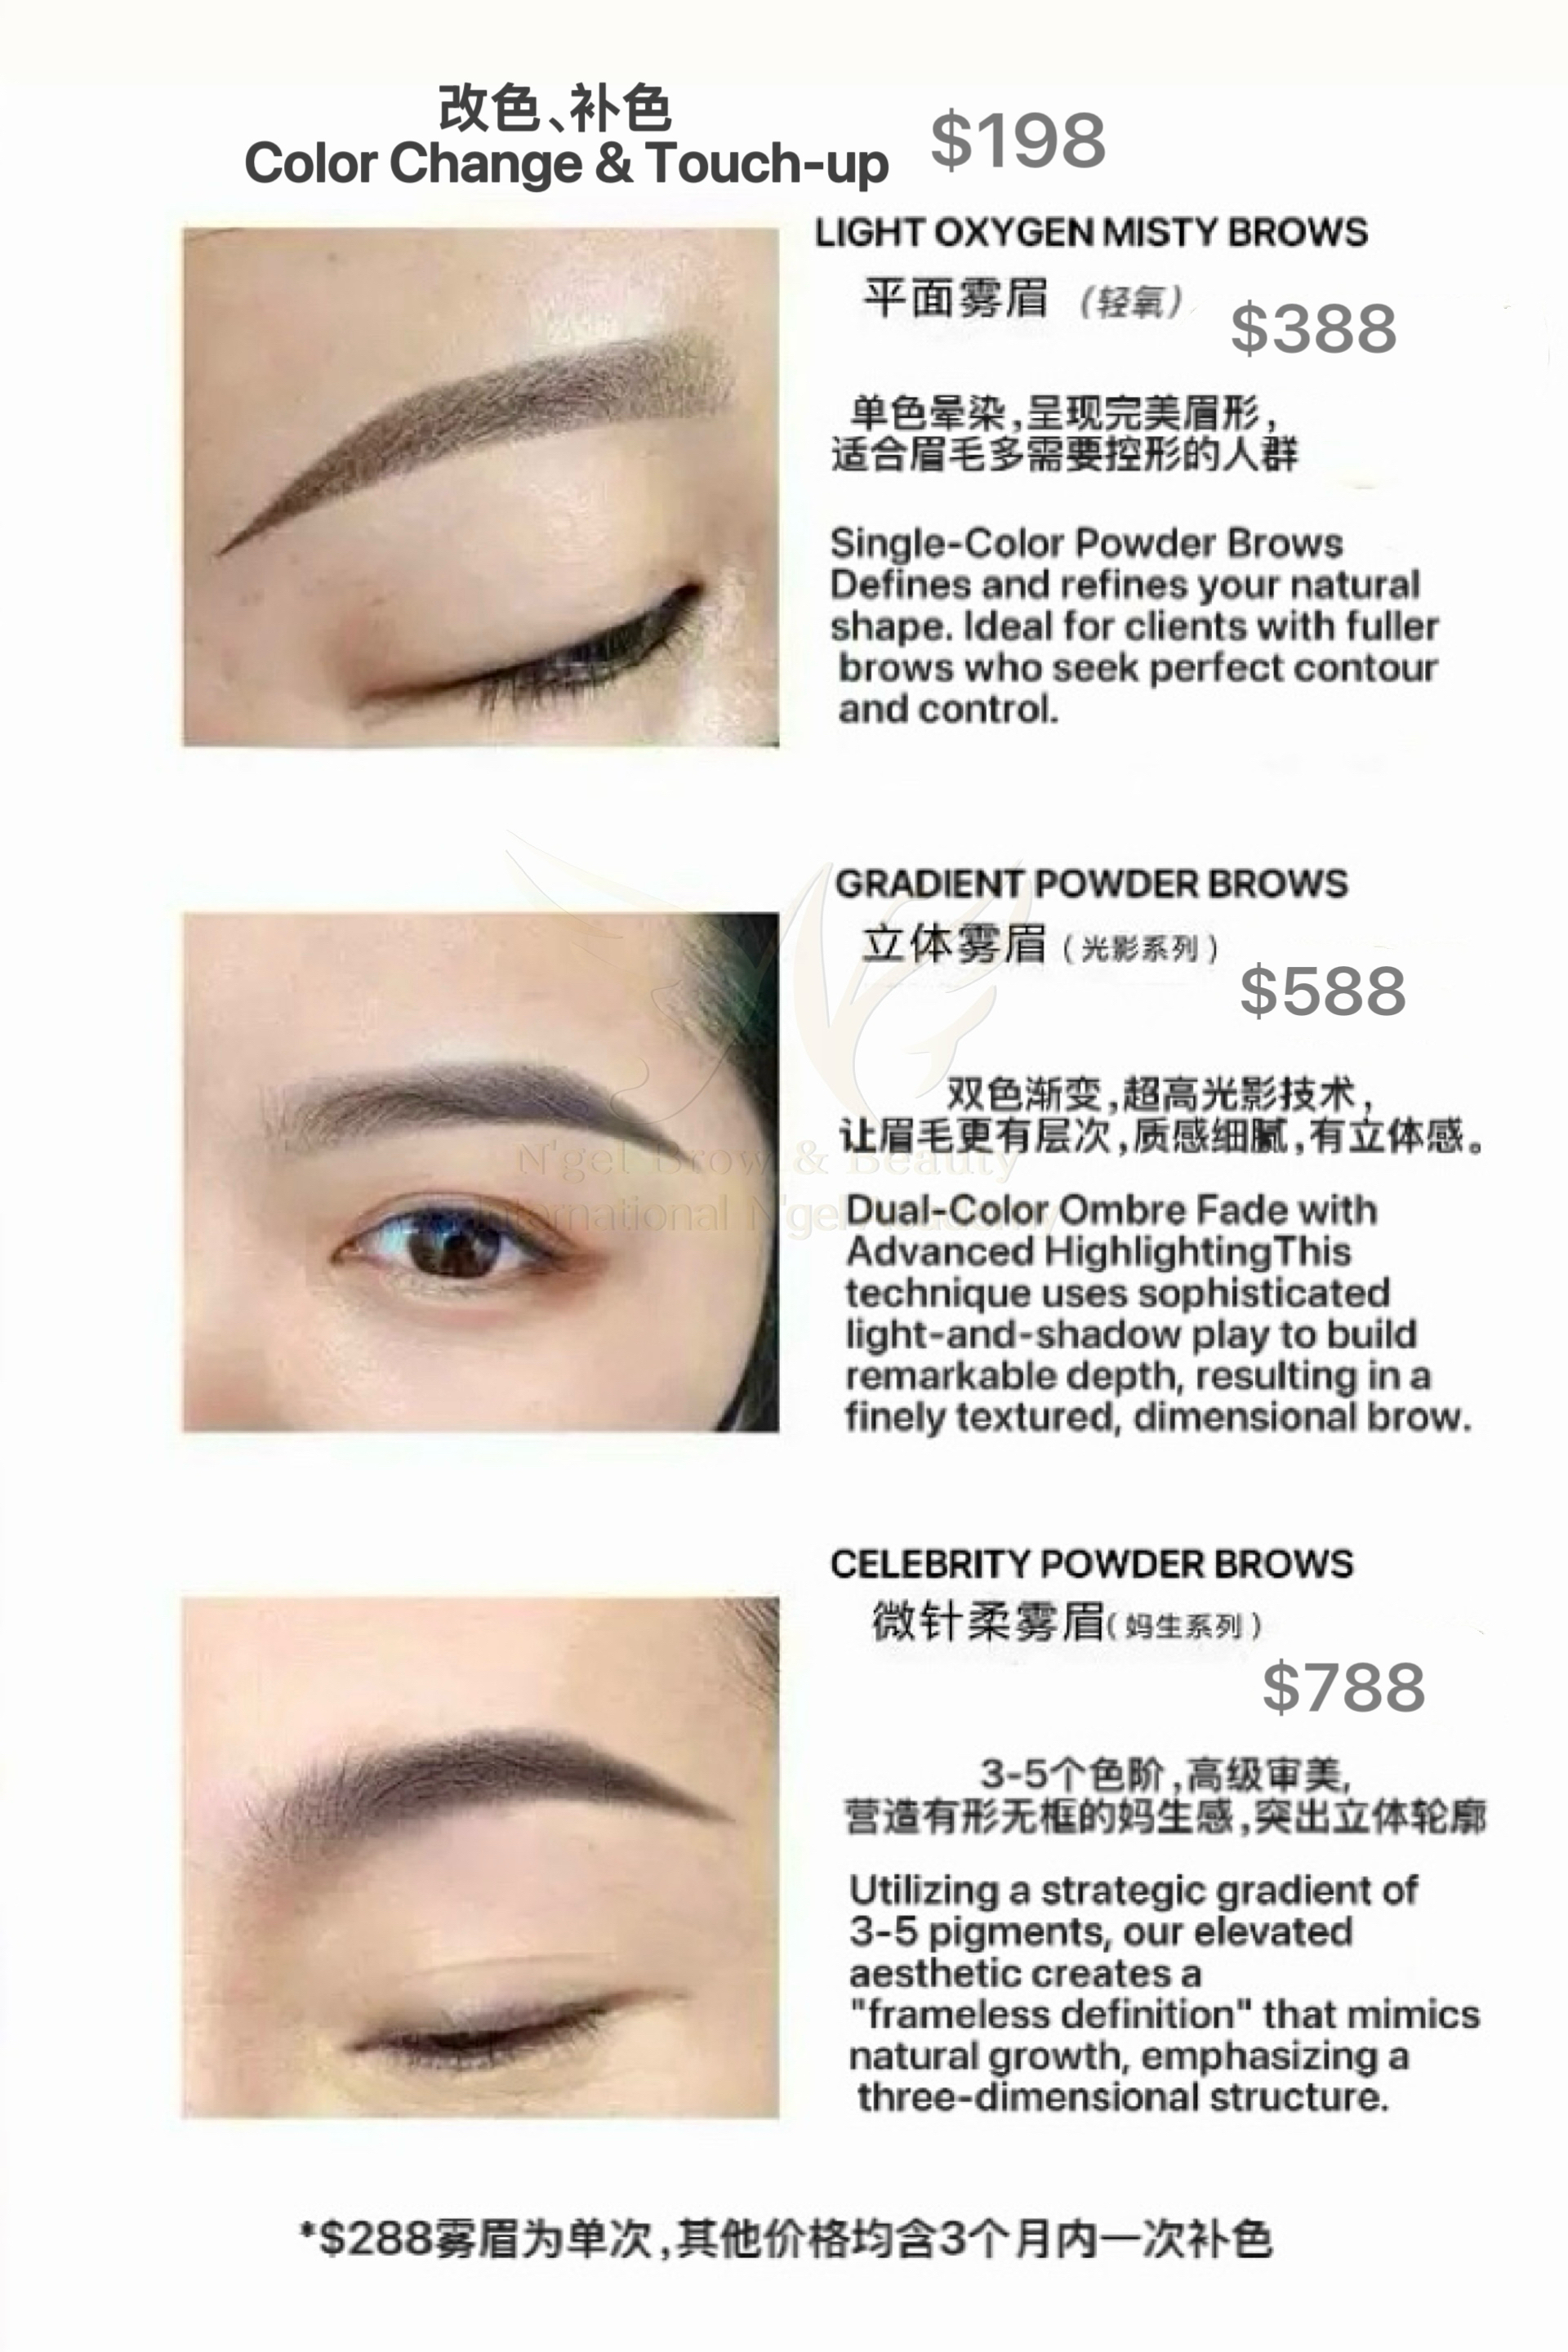 改色、补色
Color Change & Touch-up
$198
LIGHT OXYGEN MISTY BROWS
平面雾眉 (轻氧)
$388
单色晕染,呈现完美眉形,
适合眉毛多需要控形的人群
Single-Color Powder Brows
Defines and refines your natural
shape. Ideal for clients with fuller
brows who seek perfect contour
and control.
GRADIENT POWDER BROWS
立体雾眉 (光影系列)
$588
双色渐变,超高光影技术,
让眉毛更有层次,质感细腻,有立体感。
N'gel Brow & Beauty
International N'gel Academy
Dual-Color Ombre Fade with
Advanced HighlightingThis
technique uses sophisticated
light-and-shadow play to build
remarkable depth, resulting in a
finely textured, dimensional brow.
CELEBRITY POWDER BROWS
微针柔雾眉(妈生系列)
$788
3-5个色阶,高级审美,
营造有形无框的妈生感,突出立体轮廓
Utilizing a strategic gradient of
3-5 pigments, our elevated
aesthetic creates a
"frameless definition" that mimics
natural growth, emphasizing a
three-dimensional structure.
*$288雾眉为单次,其他价格均含3个月内一次补色